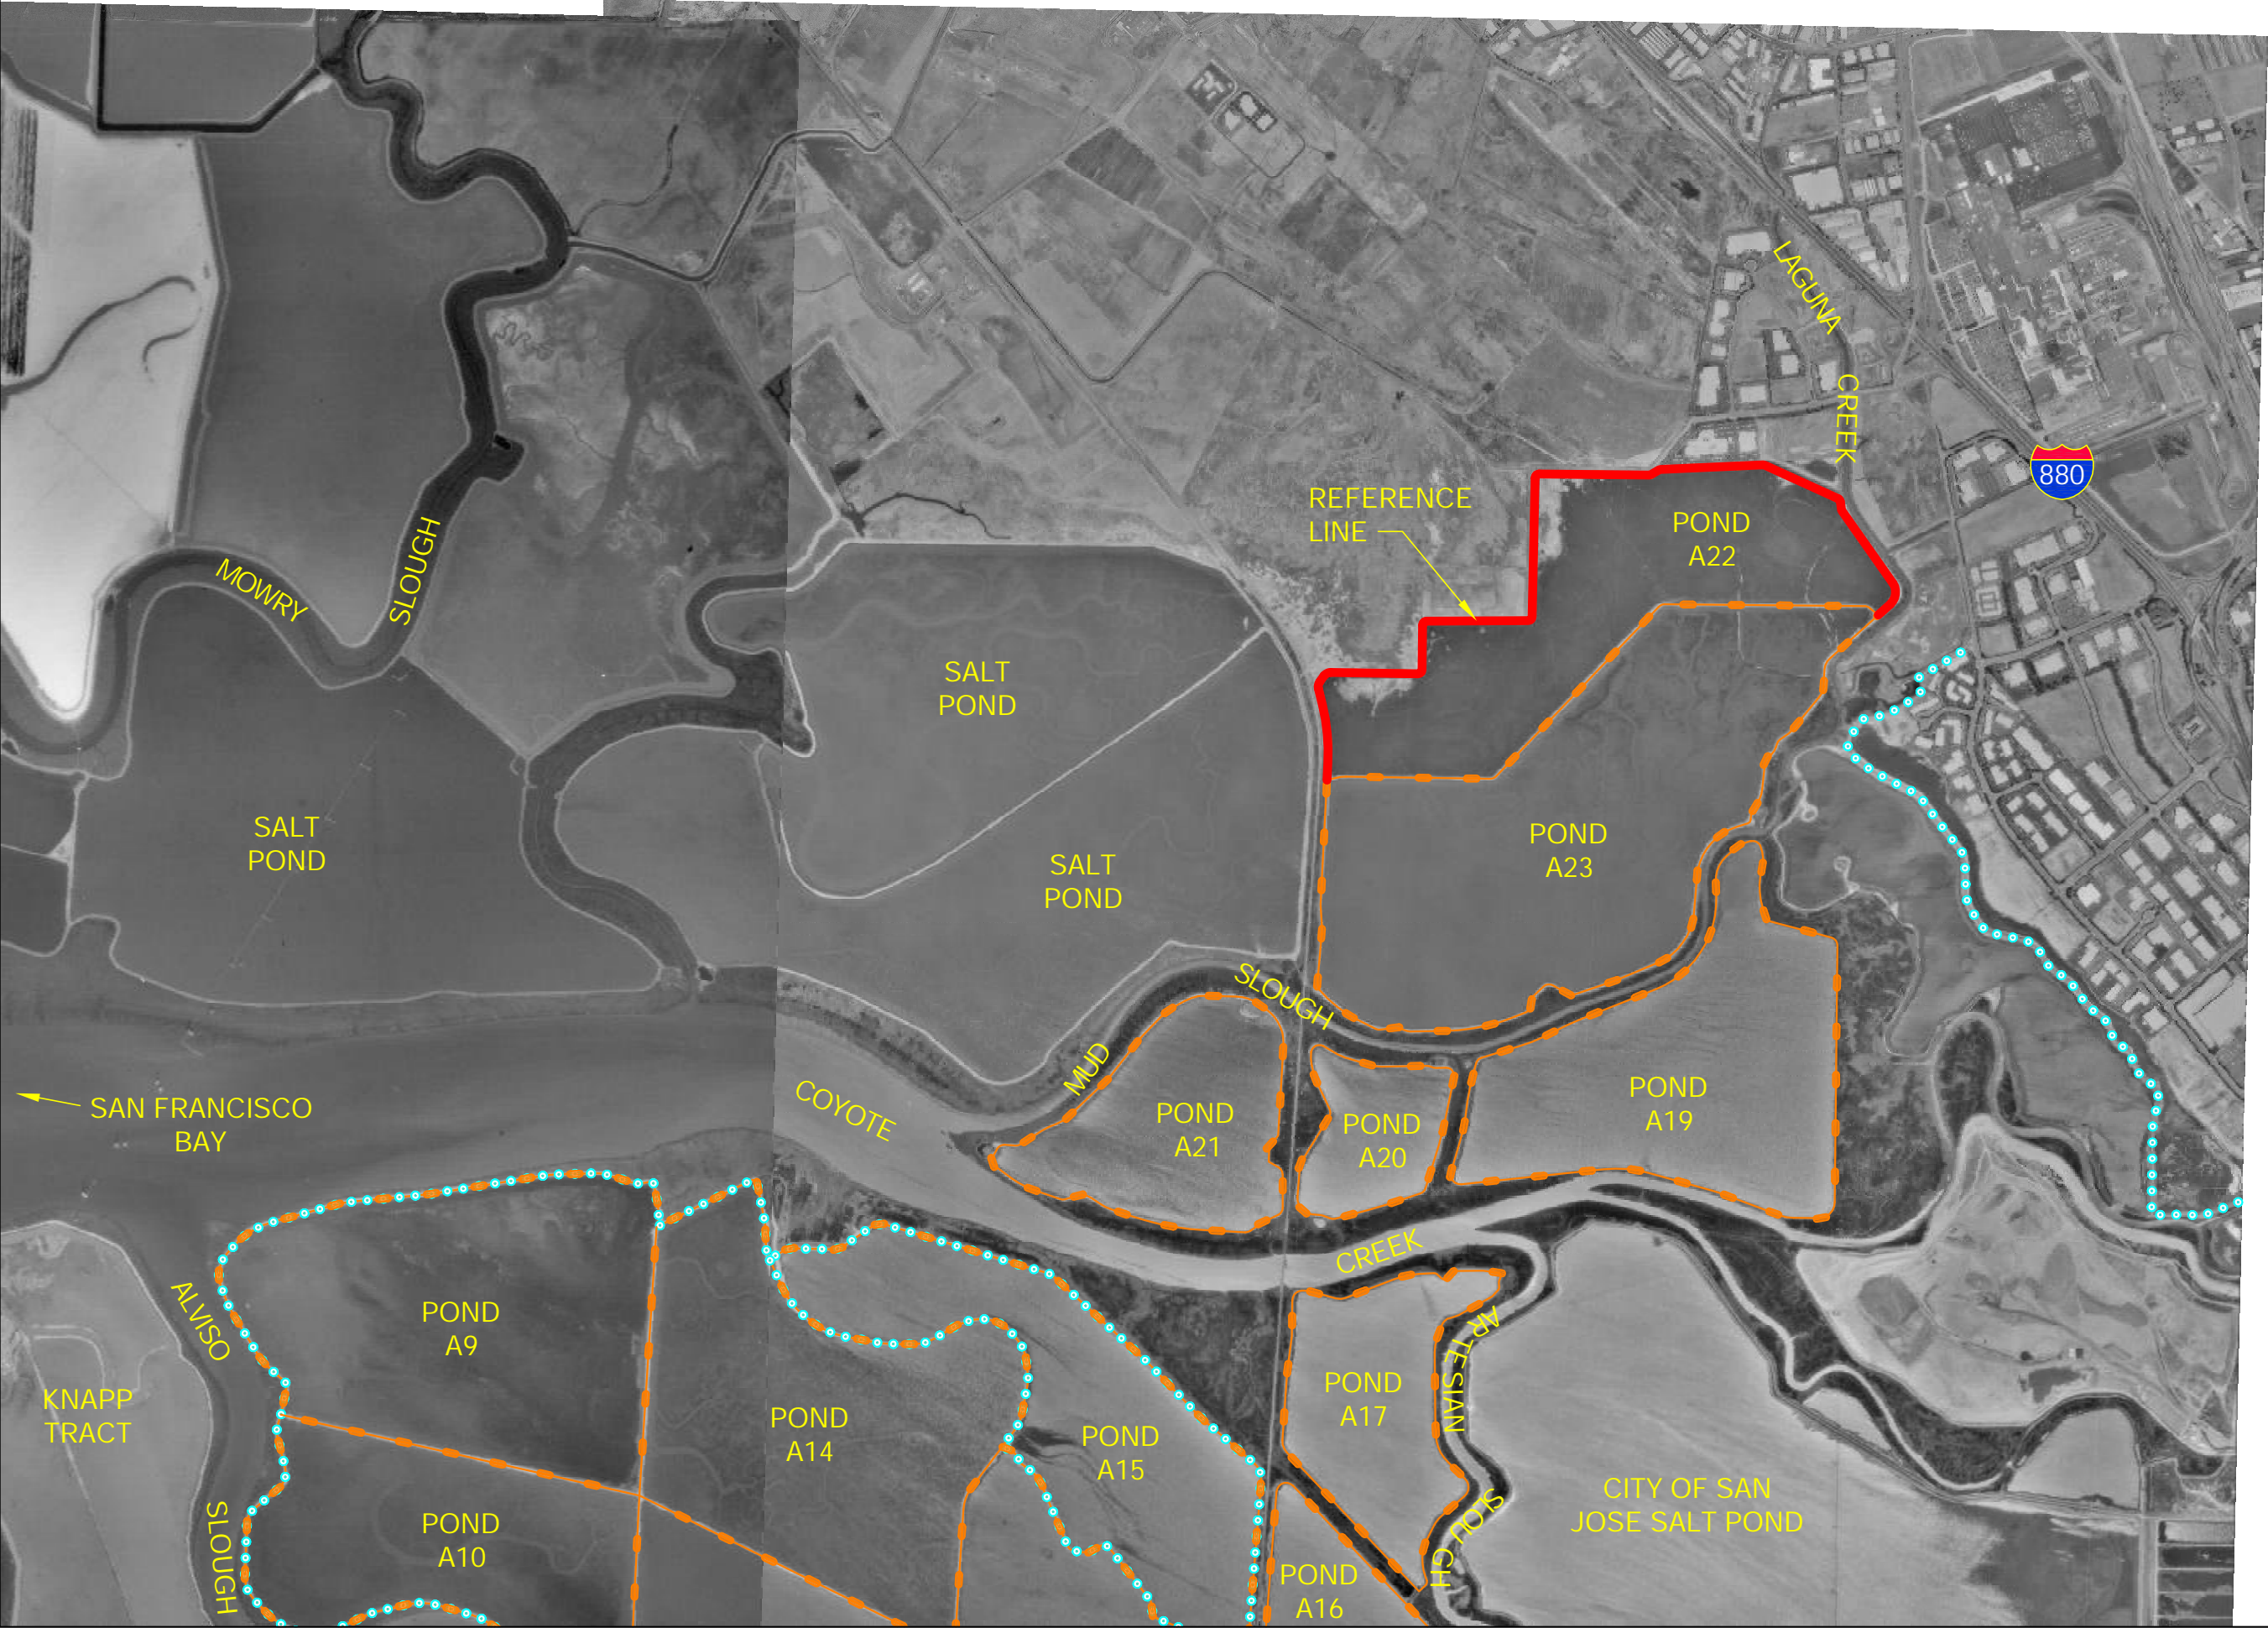 LAGUNA
CREEK
880
REFERENCE
LINE
POND
A22
MOWRY
SLOUGH
SALT
POND
SALT
POND
POND
A23
SALT
POND
SLOUGH
MUD
COYOTE
SAN FRANCISCO
BAY
POND
A21
POND
A20
POND
A19
CREEK
ALVISO
POND
A9
ARTESIAN
KNAPP
TRACT
POND
A14
POND
A15
POND
A17
SLOUGH
CITY OF SAN
JOSE SALT POND
SLOUGH
POND
A10
POND
A16